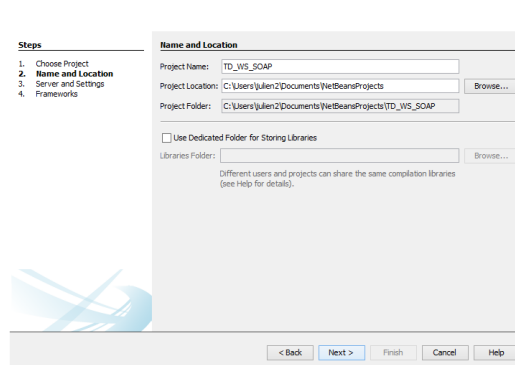 Steps
1. Choose Project
2. Name and Location
3. Server and Settings
4. Frameworks
Name and Location
Project Name: TD_WS_SOAP
Project Location: C:\Users\julien2\Documents\NetBeansProjects Browse...
Project Folder: C:\Users\julien2\Documents\NetBeansProjects\TD_WS_SOAP
Use Dedicated Folder for Storing Libraries
Libraries Folder: Browse...
Different users and projects can share the same compilation libraries
(see Help for details).
< Back Next > Finish Cancel Help